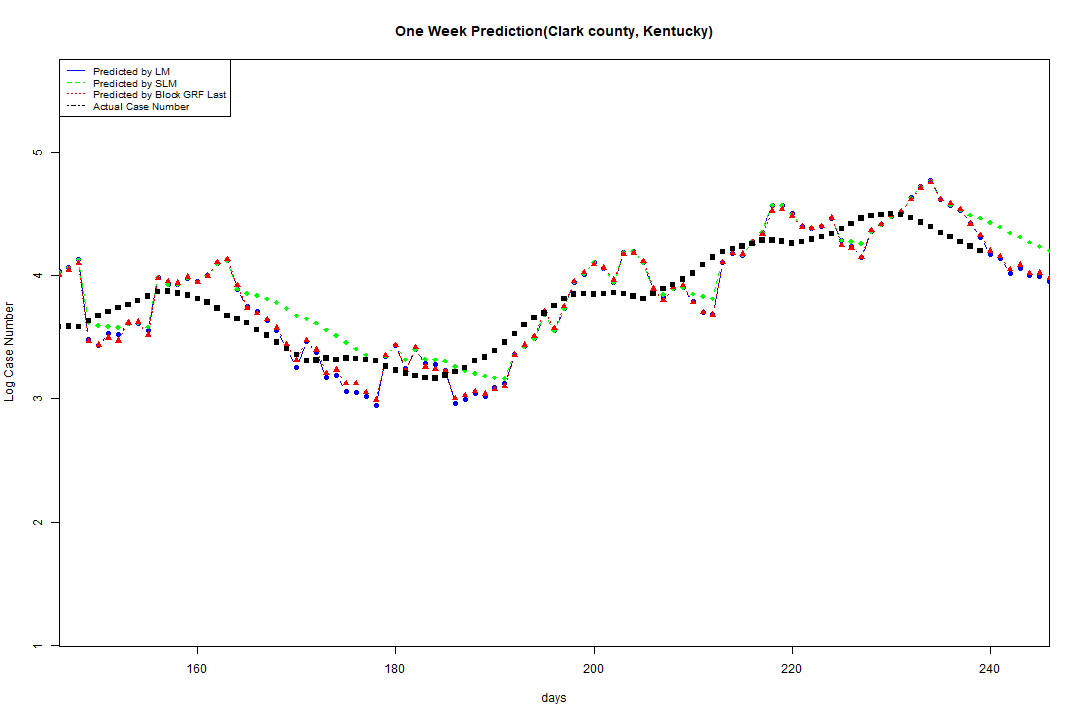 One Week Prediction(Clark county, Kentucky)
Predicted by LM
Predicted by SLM
Predicted by Block GRF Last
Actual Case Number
5
4
3
2
1
Log Case Number
160 180 200 220 240
days